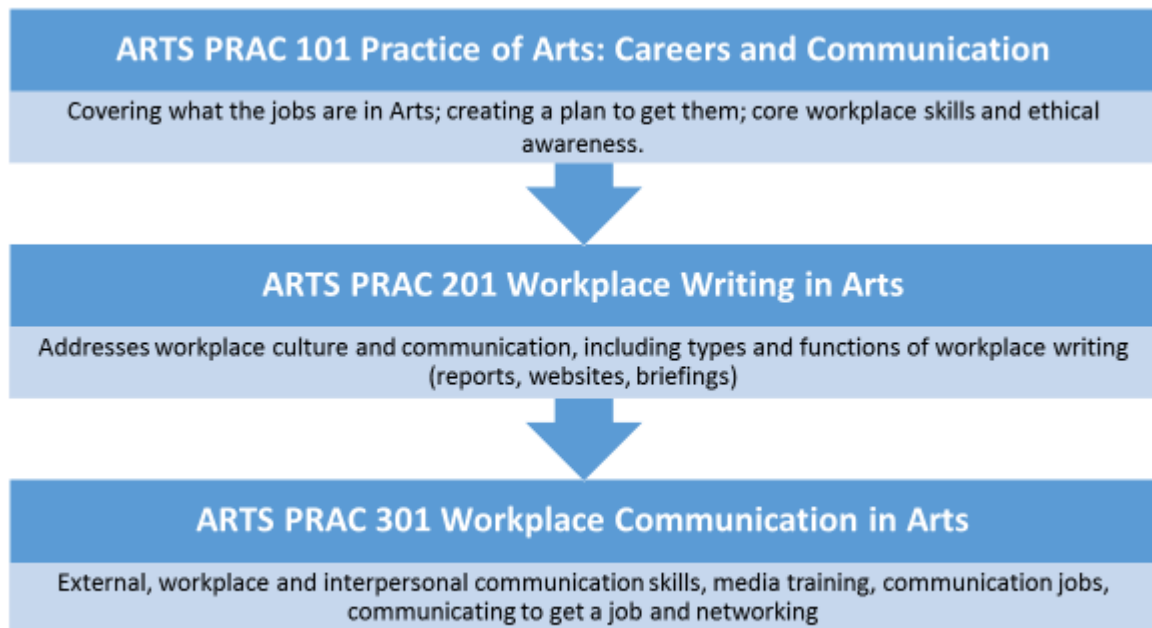 ARTS PRAC 101 Practice of Arts: Careers and Communication
Covering what the jobs are in Arts; creating a plan to get them; core workplace skills and ethical
awareness.
ARTS PRAC 201 Workplace Writing in Arts
Addresses workplace culture and communication, including types and functions of workplace writing
(reports, websites, briefings)
ARTS PRAC 301 Workplace Communication in Arts
External, workplace and interpersonal communication skills, media training, communication jobs,
communicating to get a job and networking